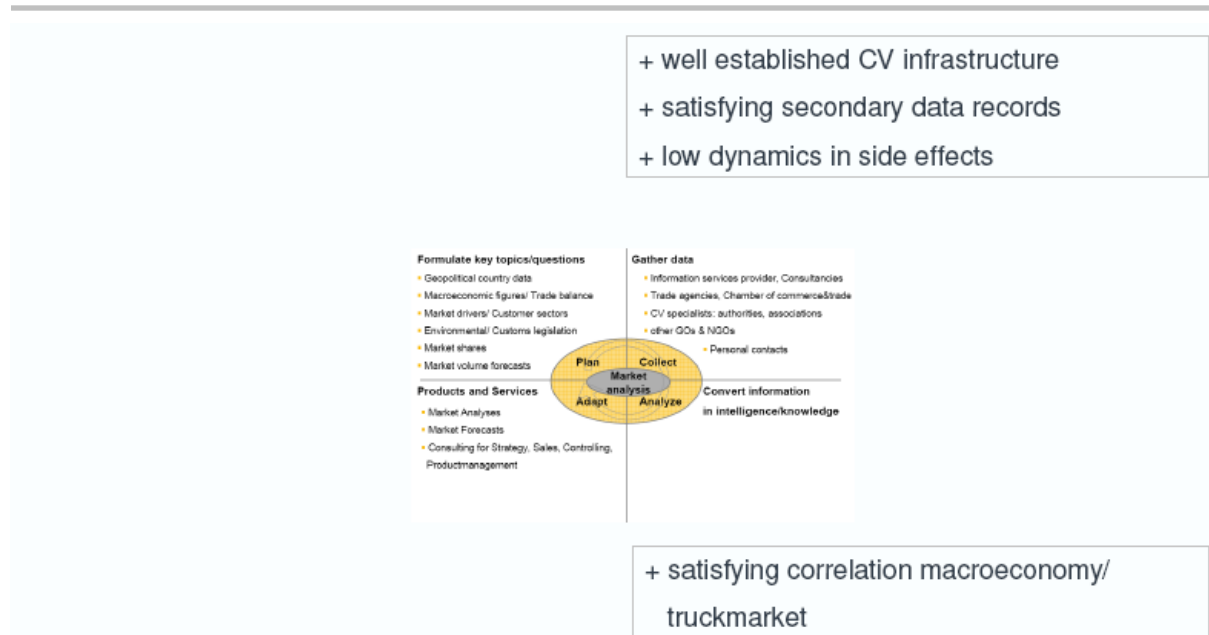 + well established CV infrastructure
+ satisfying secondary data records
+ low dynamics in side effects
Formulate key topics/questions
• Geopolitical country data
• Macroeconomic figures/ Trade balance
• Market drivers/ Customer sectors
• Environmental/ Customs legislation
• Market shares
• Market volume forecasts
Gather data
• Information services provider, Consultancies
• Trade agencies, Chamber of commerce&trade
• CV specialists: authorities, associations
• other GOs & NGOs
• Personal contacts
Plan
Collect
Market
analysis
Adapt
Analyze
Products and Services
• Market Analyses
• Market Forecasts
• Consulting for Strategy, Sales, Controlling,
Productmanagement
Convert information
in intelligence/knowledge
+ satisfying correlation macroeconomy/
truckmarket